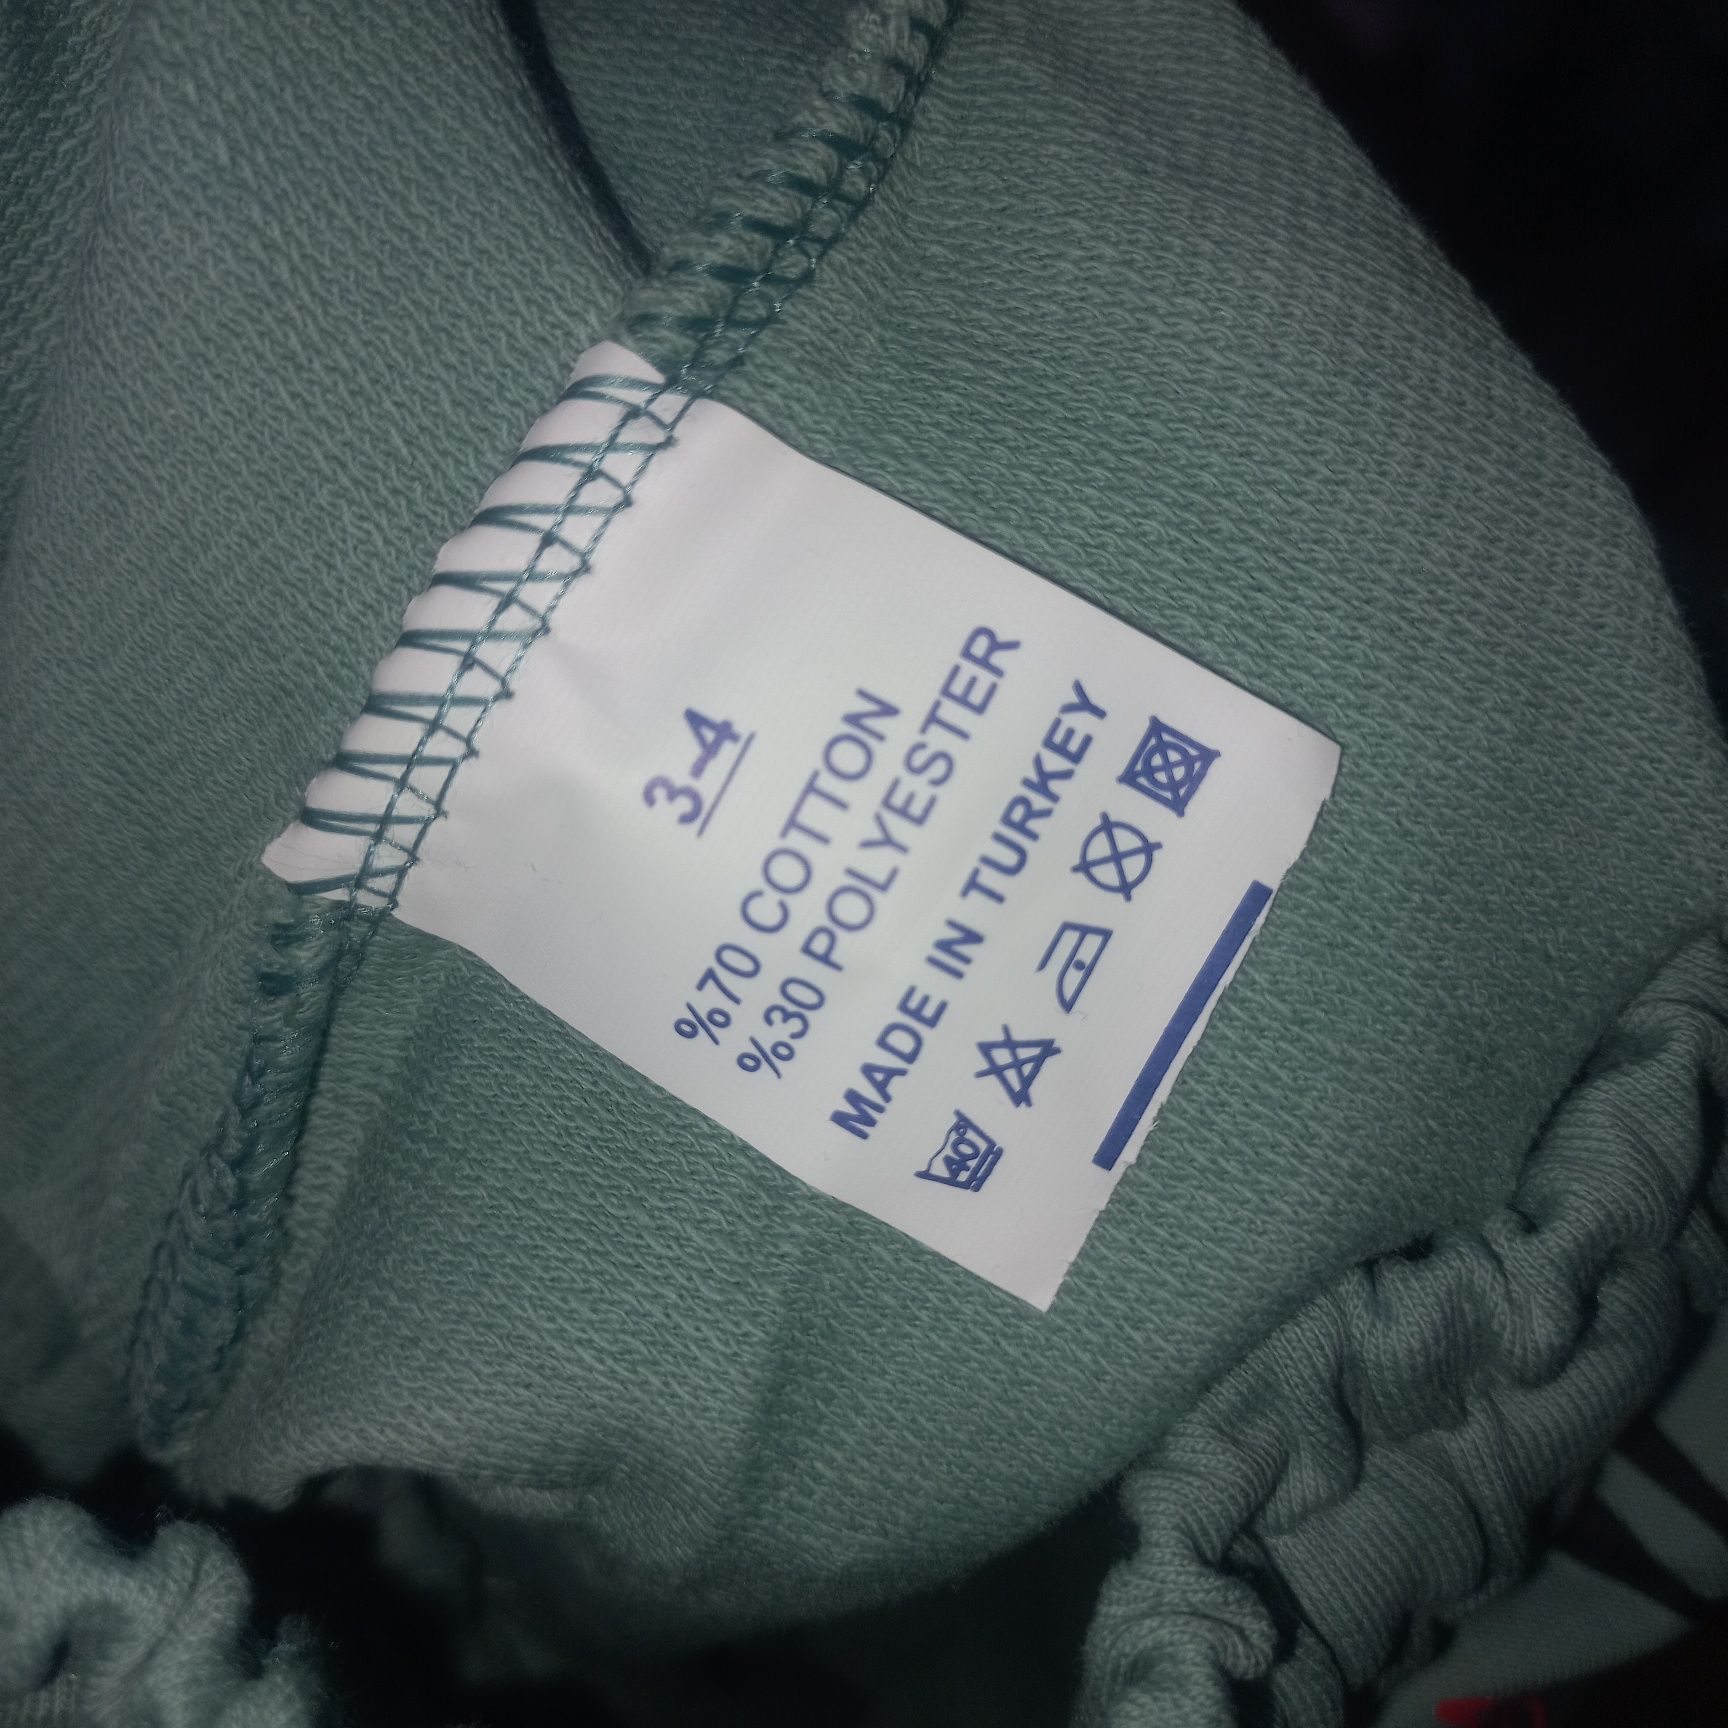 3-4
%70 COTTON
%30 POLYESTER
MADE IN TURKEY
40°